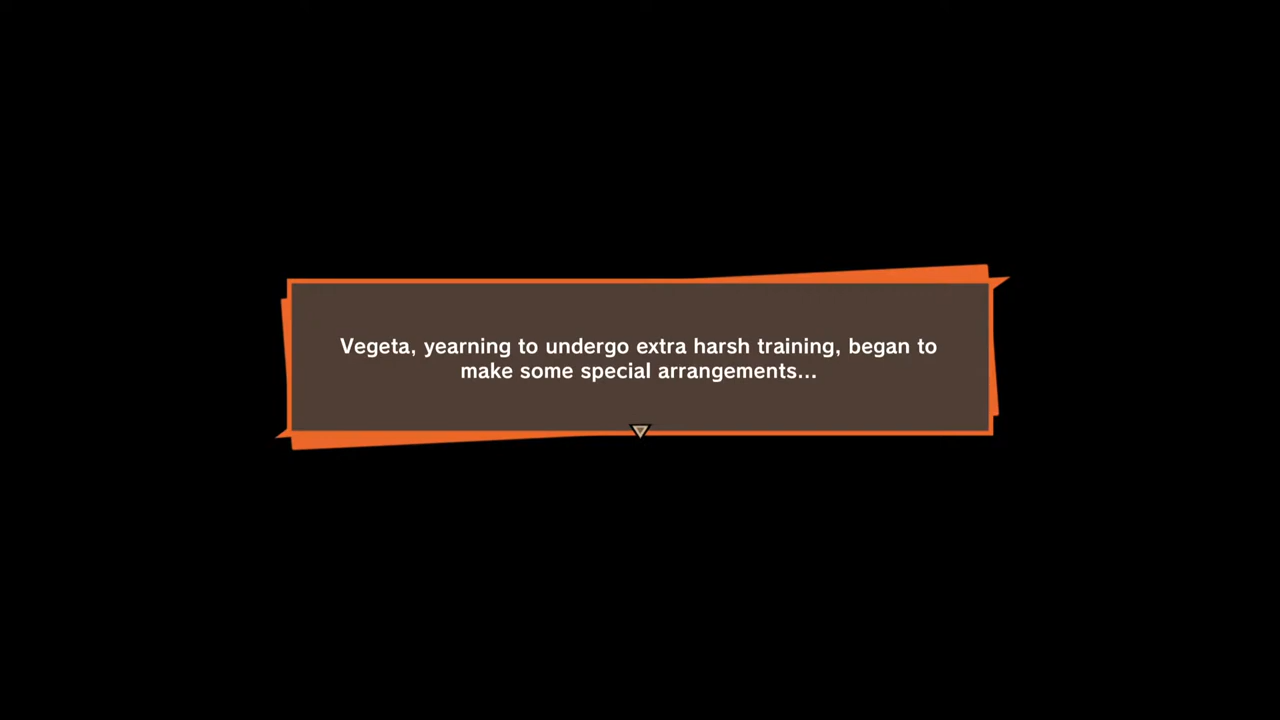 Vegeta, yearning to undergo extra harsh training, began to
make some special arrangements...